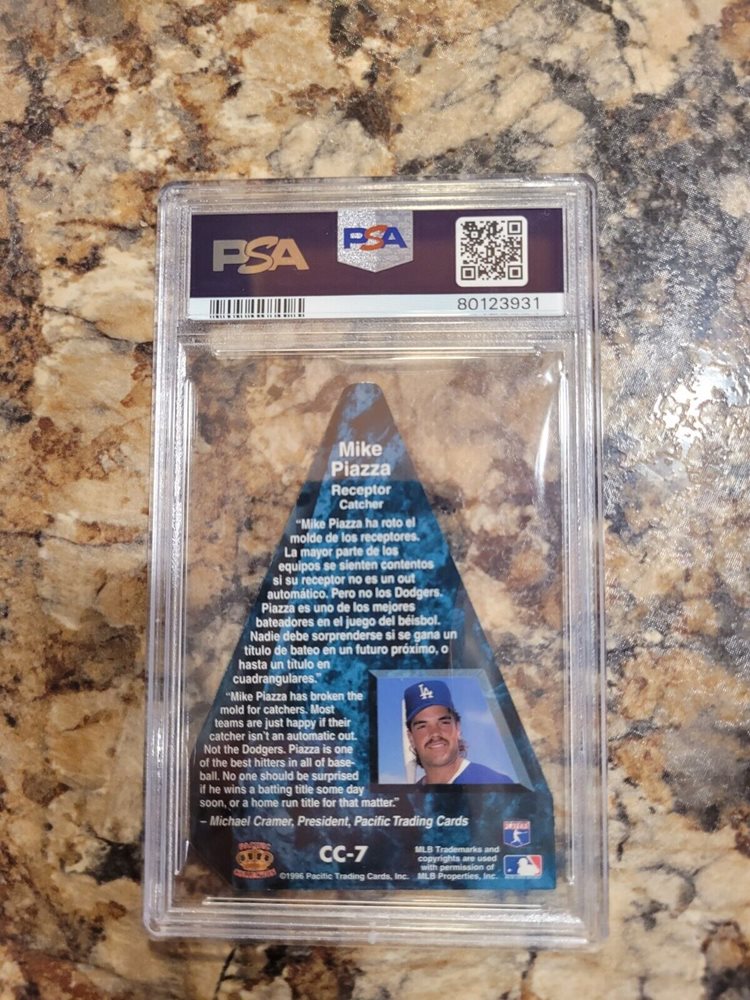 PSA
PSA
80123931
Mike
Piazza
Receptor
Catcher
"Mike Piazza ha roto el
molde de los receptores.
La mayor parte de los
equipos se sienten contentos
si su receptor no es un out
automático. Pero no los Dodgers.
Piazza es uno de los mejores
bateadores en el juego del béisbol.
Nadie debe sorprenderse si se gana un
título de bateo en un futuro próximo, o
hasta un título en
cuadrangulares."
"Mike Piazza has broken the
mold for catchers. Most
teams are just happy if their
catcher isn't an automatic out.
Not the Dodgers. Piazza is one
of the best hitters in all of base-
ball. No one should be surprised
if he wins a batting title some day
soon, or a home run title for that matter."
LA
– Michael Cramer, President, Pacific Trading Cards
PACIFIC
COLLECTION
CC-7
©1996 Pacific Trading Cards, Inc.
MLB Trademarks and
copyrights are used
with permission of
MLB Properties, Inc.